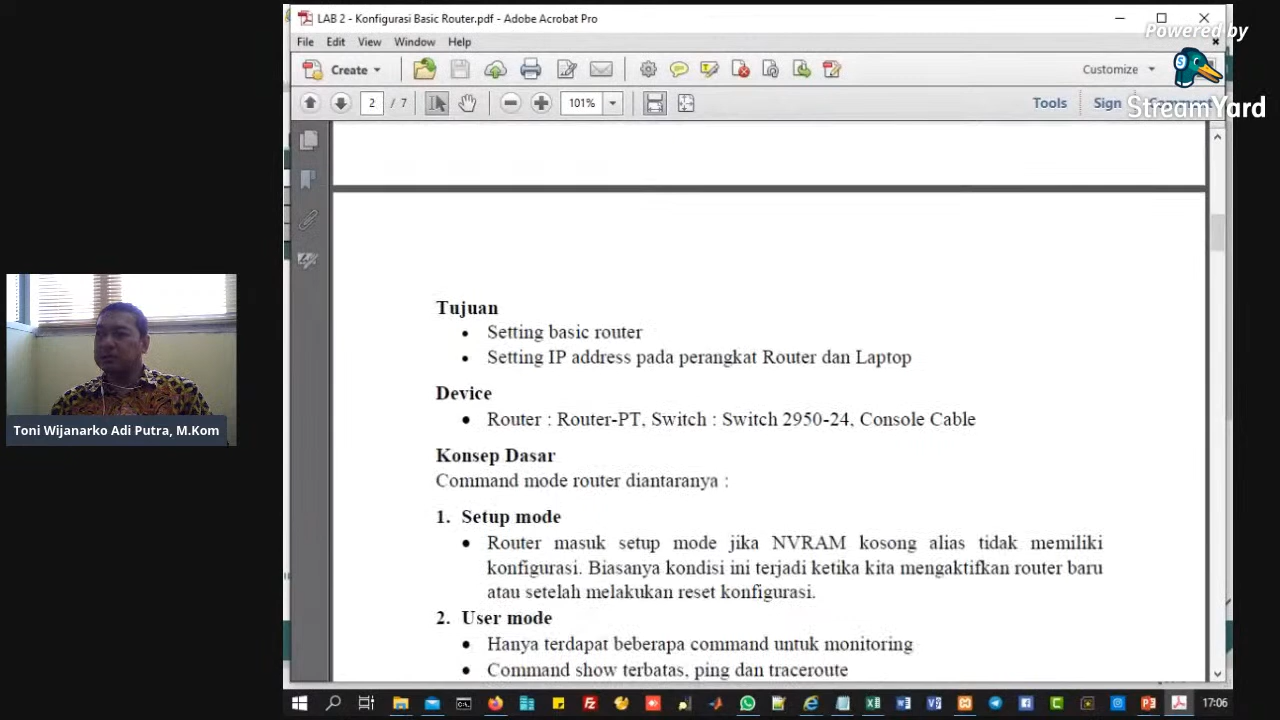 LAB 2 - Konfigurasi Basic Router.pdf - Adobe Acrobat Pro
Powered by
File Edit View Window Help
Create
Customize
StreamYard
2 / 7
101%
Tools Sign Comment
Tujuan
• Setting basic router
• Setting IP address pada perangkat Router dan Laptop
Device
• Router : Router-PT, Switch : Switch 2950-24, Console Cable
Konsep Dasar
Command mode router diantaranya :
1. Setup mode
• Router masuk setup mode jika NVRAM kosong alias tidak memiliki
konfigurasi. Biasanya kondisi ini terjadi ketika kita mengaktifkan router baru
atau setelah melakukan reset konfigurasi.
2. User mode
• Hanya terdapat beberapa command untuk monitoring
• Command show terbatas, ping dan traceroute
Toni Wijanarko Adi Putra, M.Kom
17:06